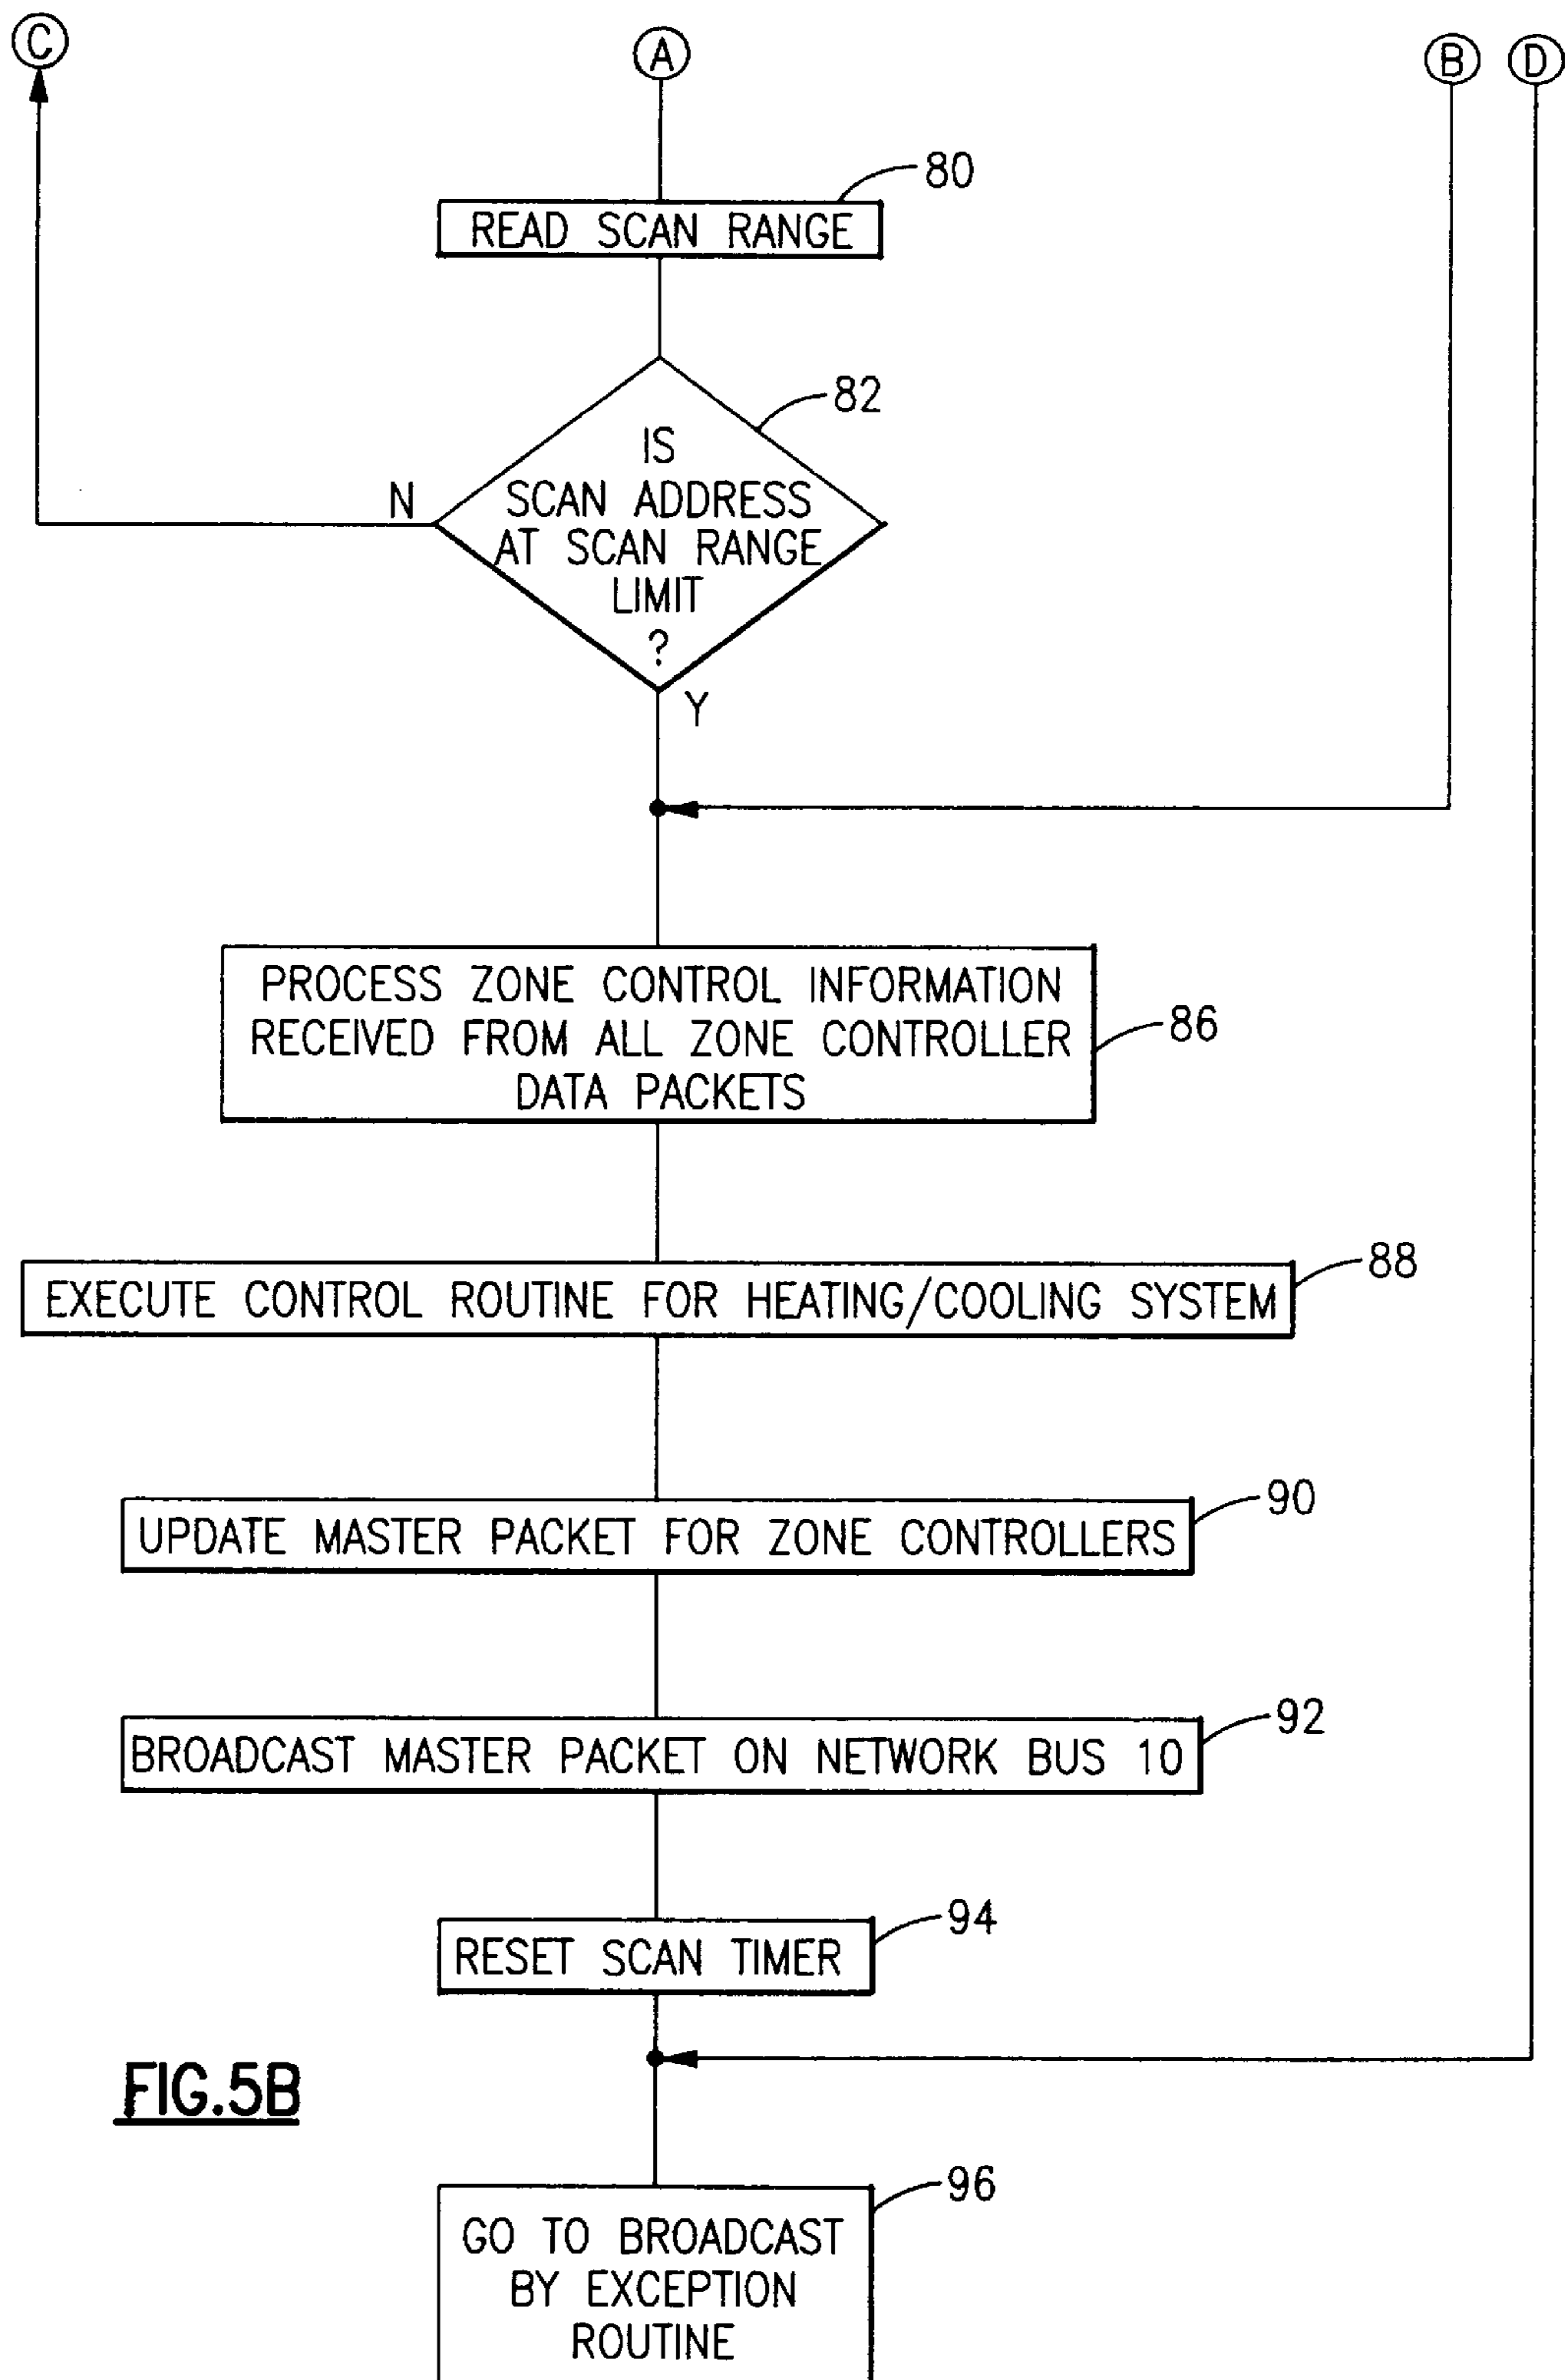 C
A
B
D
80
READ SCAN RANGE
82
IS
SCAN ADDRESS
AT SCAN RANGE
LIMIT
?
N
Y
PROCESS ZONE CONTROL INFORMATION
RECEIVED FROM ALL ZONE CONTROLLER
DATA PACKETS
86
88
EXECUTE CONTROL ROUTINE FOR HEATING/COOLING SYSTEM
90
UPDATE MASTER PACKET FOR ZONE CONTROLLERS
92
BROADCAST MASTER PACKET ON NETWORK BUS 10
94
RESET SCAN TIMER
FIG.5B
96
GO TO BROADCAST
BY EXCEPTION
ROUTINE